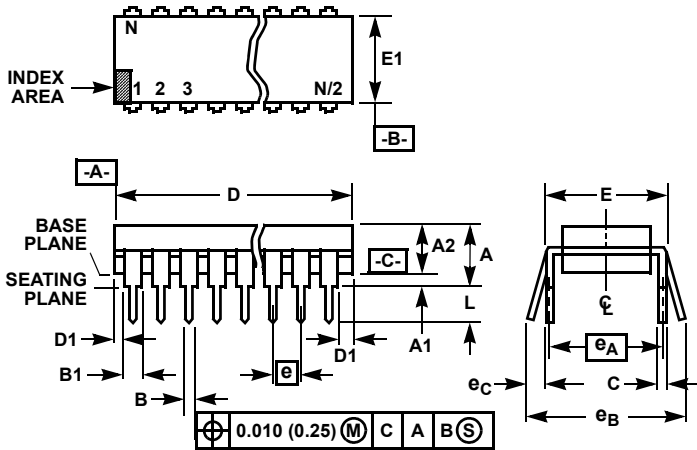 N
E1
INDEX
AREA
1 2 3 N/2
-B-
-A-
D
E
BASE
PLANE
A2
A
-C-
SEATING
PLANE
L
C
L
D1
A1
D1
eA
B1
e
eC
C
B
eB
0.010 (0.25) M C A B S